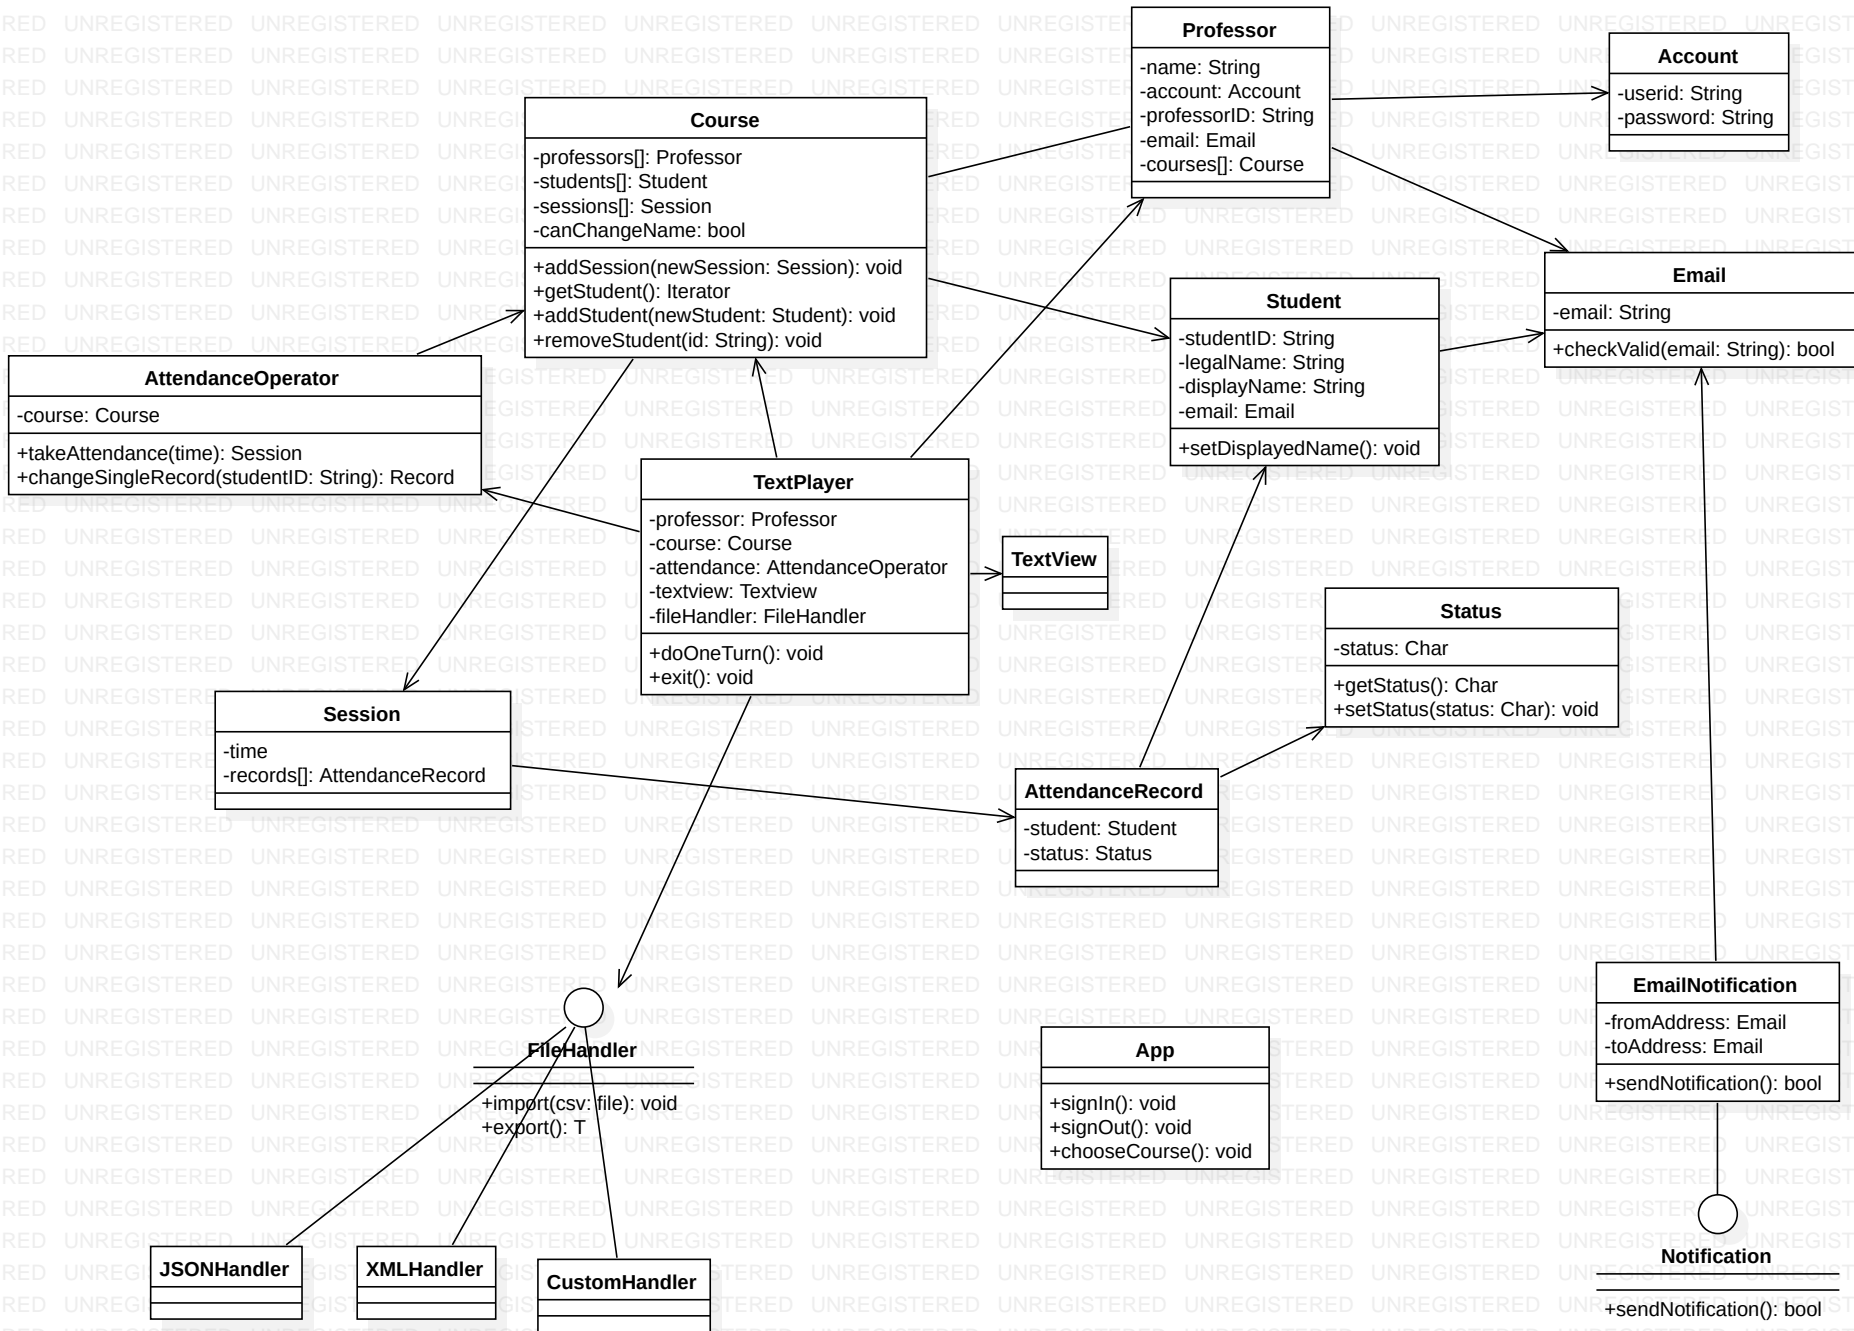 Professor
-name: String
-account: Account
-professorID: String
-email: Email
-courses[]: Course
Account
-userid: String
-password: String
Course
-professors[]: Professor
-students[]: Student
-sessions[]: Session
-canChangeName: bool
+addSession(newSession: Session): void
+getStudent(): Iterator
+addStudent(newStudent: Student): void
+removeStudent(id: String): void
Email
-email: String
+checkValid(email: String): bool
Student
-studentID: String
-legalName: String
-displayName: String
-email: Email
+setDisplayedName(): void
AttendanceOperator
-course: Course
+takeAttendance(time): Session
+changeSingleRecord(studentID: String): Record
TextPlayer
-professor: Professor
-course: Course
-attendance: AttendanceOperator
-textview: Textview
-fileHandler: FileHandler
+doOneTurn(): void
+exit(): void
TextView
Status
-status: Char
+getStatus(): Char
+setStatus(status: Char): void
Session
-time
-records[]: AttendanceRecord
AttendanceRecord
-student: Student
-status: Status
EmailNotification
-fromAddress: Email
-toAddress: Email
+sendNotification(): bool
FileHandler
+import(csv: file): void
+export(): T
App
+signIn(): void
+signOut(): void
+chooseCourse(): void
JSONHandler
XMLHandler
CustomHandler
Notification
+sendNotification(): bool
UNREGISTERED